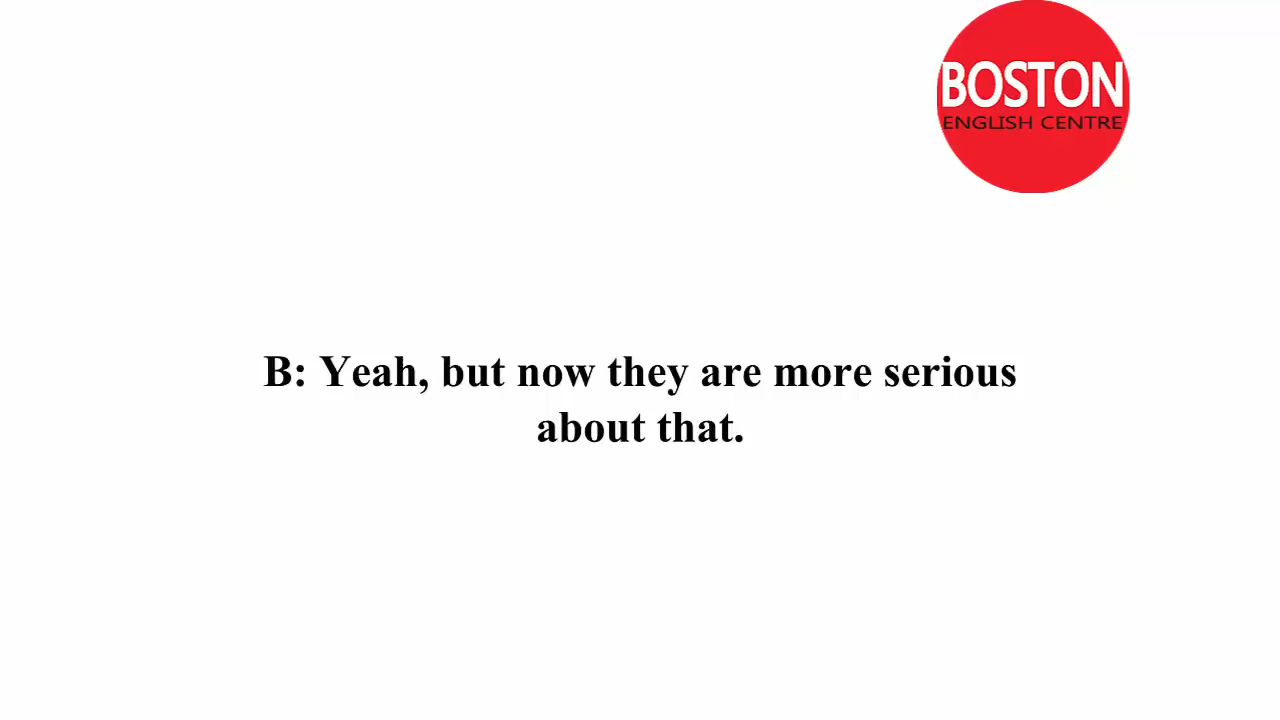 BOSTON
ENGLISH CENTRE
B: Yeah, but now they are more serious
about that.